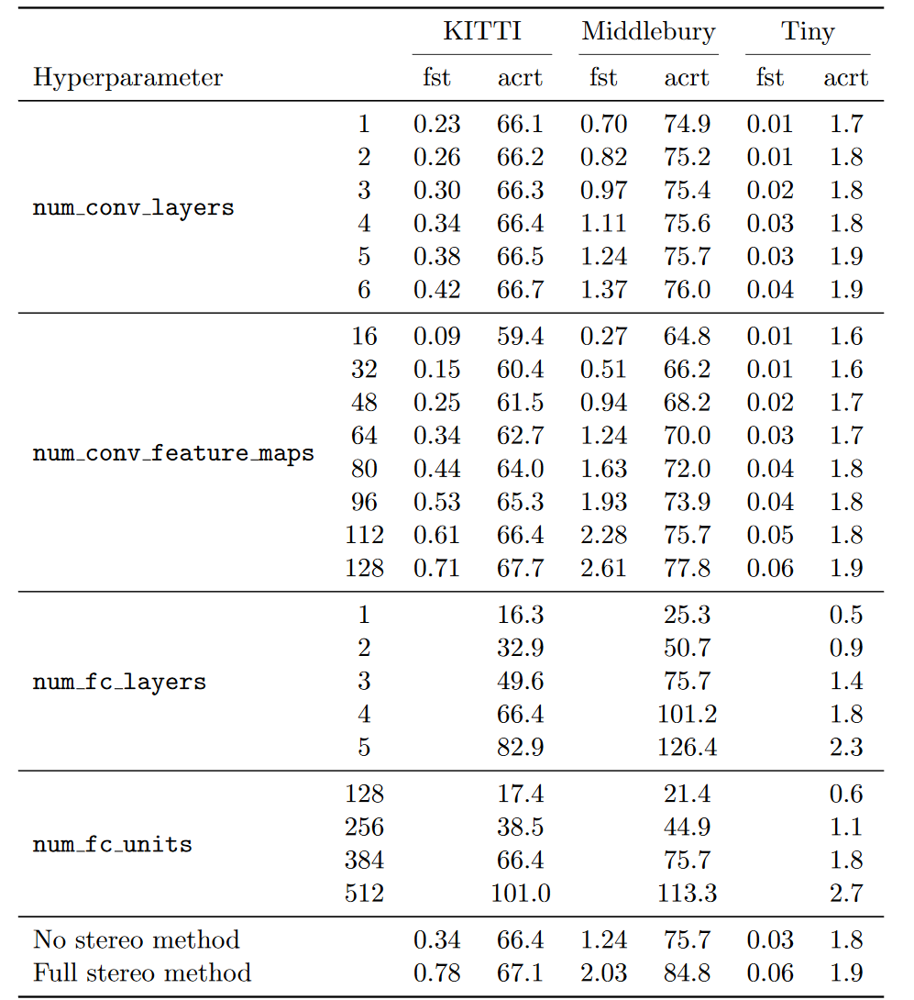 KITTI Middlebury Tiny
Hyperparameter fst acrt fst acrt fst acrt
1 0.23 66.1 0.70 74.9 0.01 1.7
2 0.26 66.2 0.82 75.2 0.01 1.8
3 0.30 66.3 0.97 75.4 0.02 1.8
num_conv_layers
4 0.34 66.4 1.11 75.6 0.03 1.8
5 0.38 66.5 1.24 75.7 0.03 1.9
6 0.42 66.7 1.37 76.0 0.04 1.9
16 0.09 59.4 0.27 64.8 0.01 1.6
32 0.15 60.4 0.51 66.2 0.01 1.6
48 0.25 61.5 0.94 68.2 0.02 1.7
64 0.34 62.7 1.24 70.0 0.03 1.7
num_conv_feature_maps
80 0.44 64.0 1.63 72.0 0.04 1.8
96 0.53 65.3 1.93 73.9 0.04 1.8
112 0.61 66.4 2.28 75.7 0.05 1.8
128 0.71 67.7 2.61 77.8 0.06 1.9
1 16.3 25.3 0.5
2 32.9 50.7 0.9
num_fc_layers 3 49.6 75.7 1.4
4 66.4 101.2 1.8
5 82.9 126.4 2.3
128 17.4 21.4 0.6
256 38.5 44.9 1.1
num_fc_units
384 66.4 75.7 1.8
512 101.0 113.3 2.7
No stereo method 0.34 66.4 1.24 75.7 0.03 1.8
Full stereo method 0.78 67.1 2.03 84.8 0.06 1.9